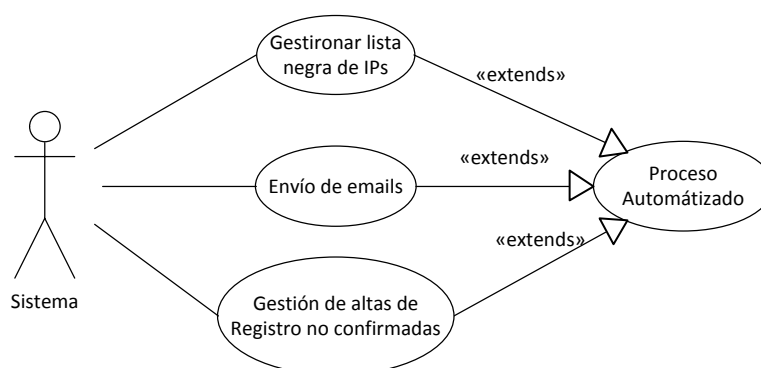 Gestironar lista
negra de IPs
«extends»
«extends»
Envío de emails
Proceso
Automátizado
«extends»
Gestión de altas de
Registro no confirmadas
Sistema